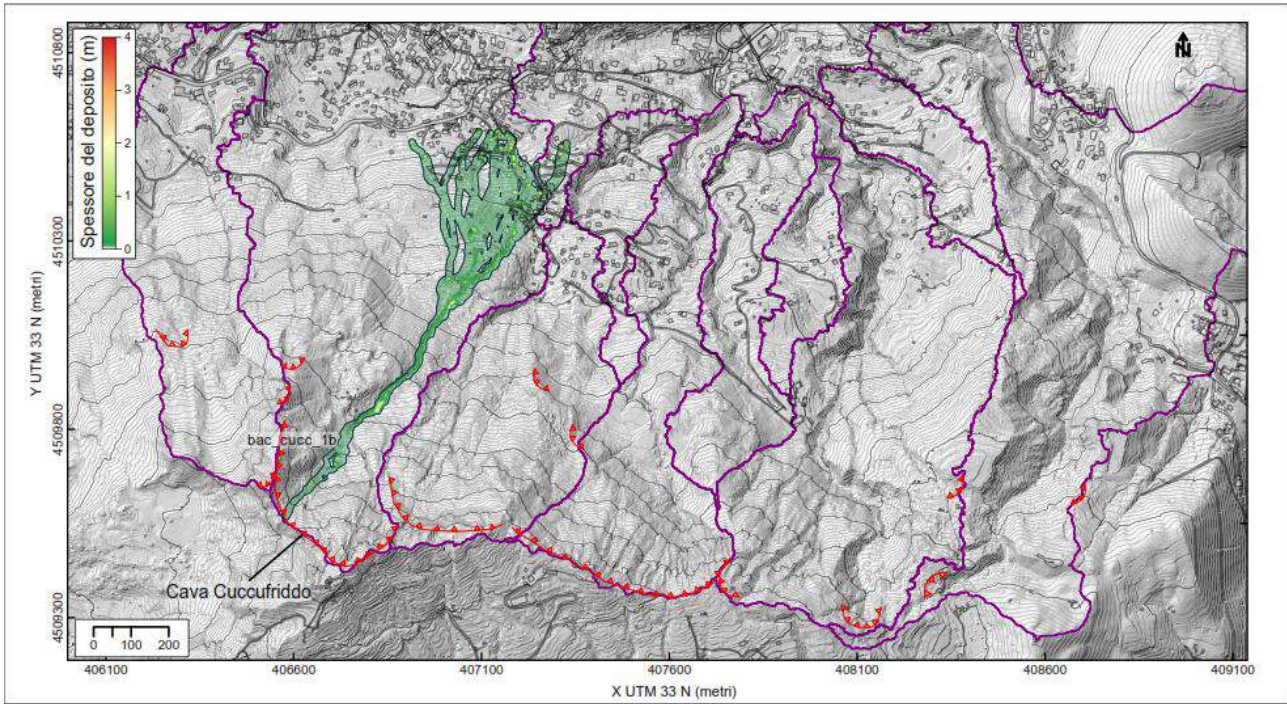 Spessore del deposito (m)
4
3
2
1
0
N
Y UTM 33 N (metri)
4510800
4510300
4509800
4509300
bac_cucc_1b
Cava Cuccufriddo
0 100 200
406100 406600 407100 407600 408100 408600 409100
X UTM 33 N (metri)